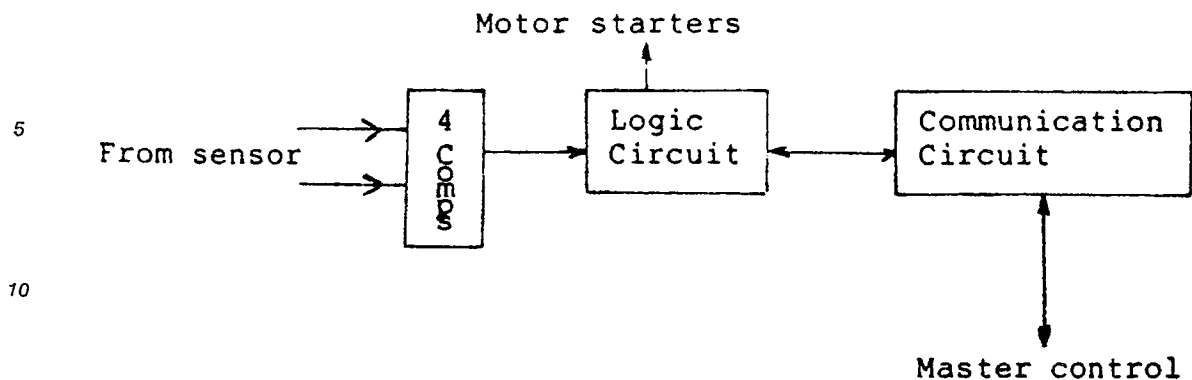 Motor starters
5
From sensor
4 Comps
Logic
Circuit
Communication
Circuit
10
Master control